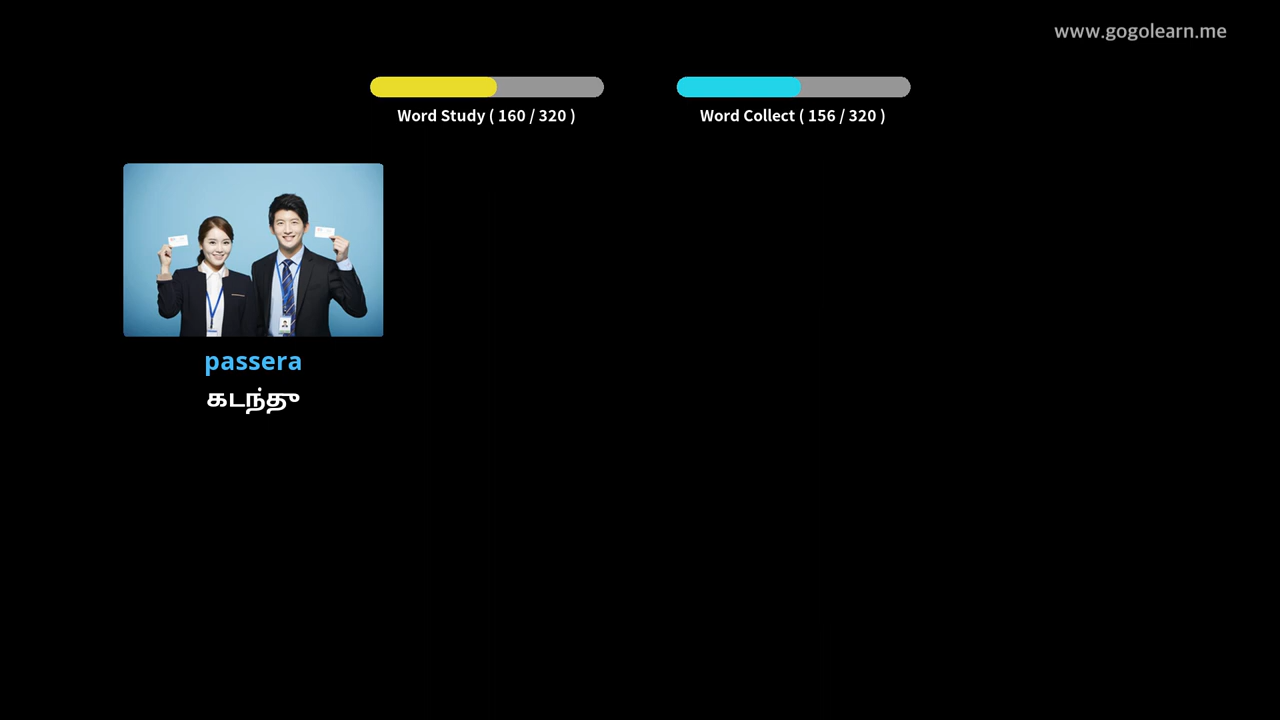 www.gogolearn.me
Word Study ( 160 / 320 )
Word Collect ( 156 / 320 )
passera
கடந்து